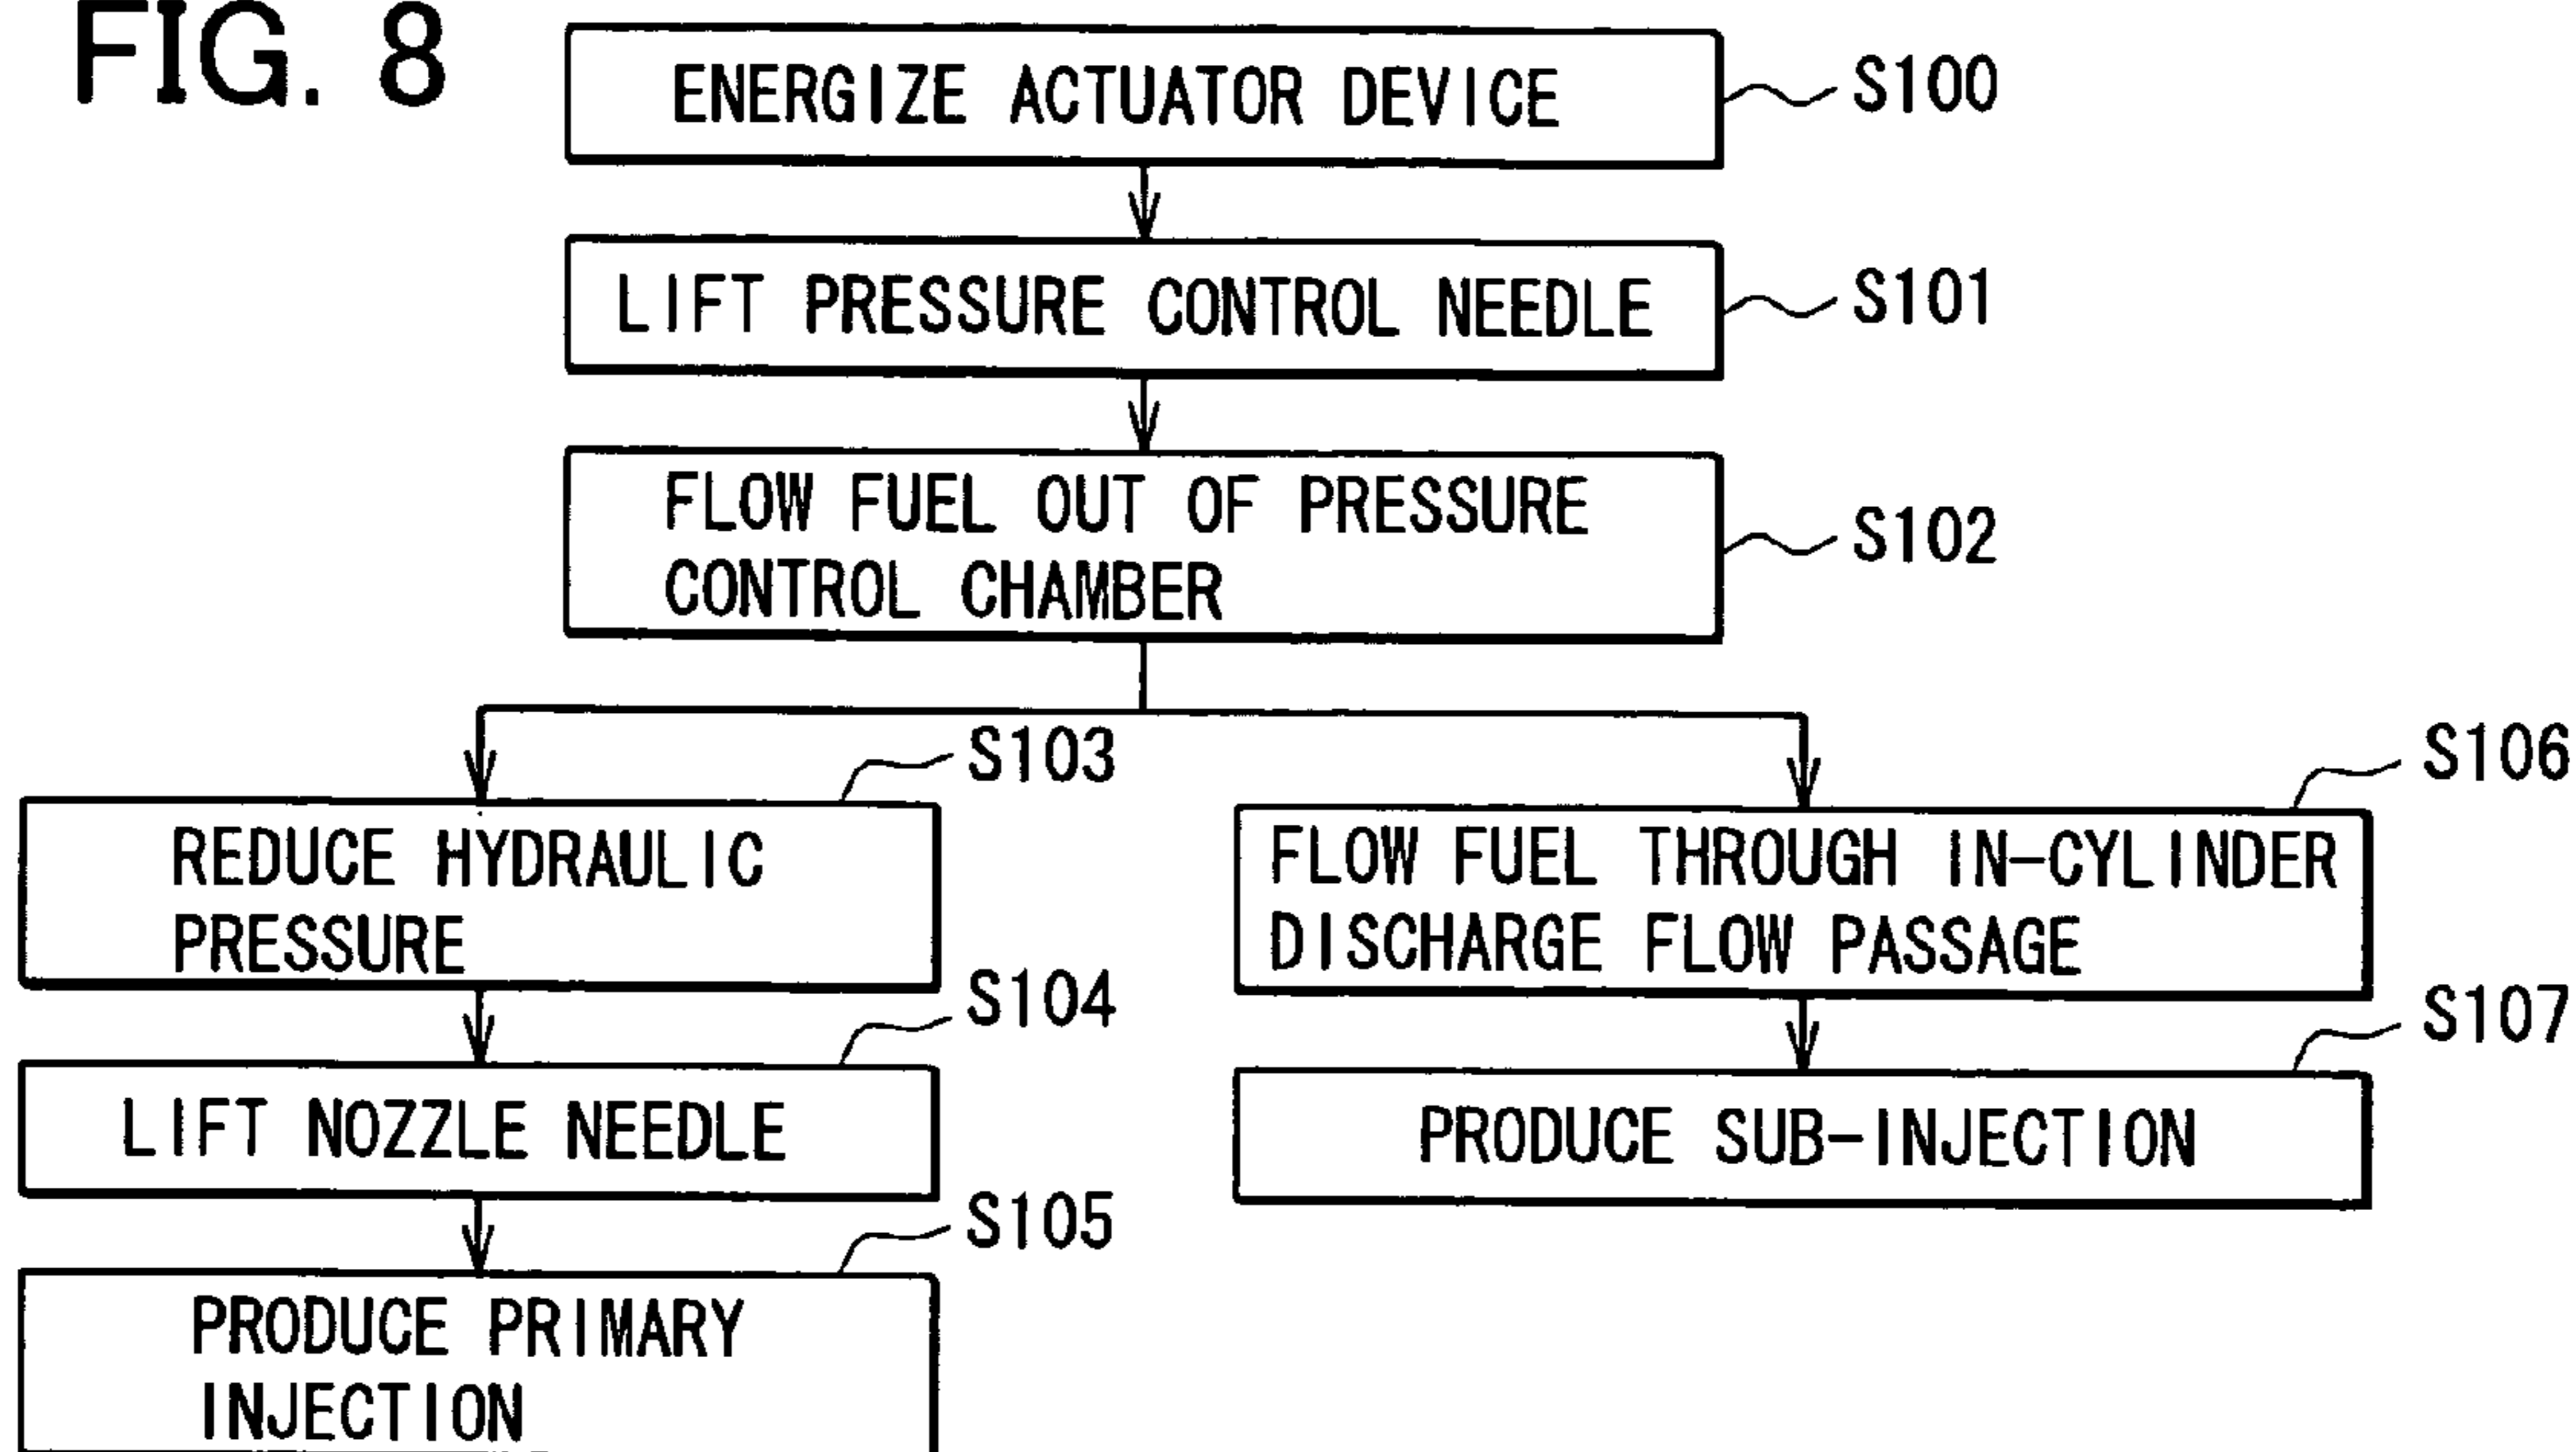 FIG. 8
ENERGIZE ACTUATOR DEVICE
S100
LIFT PRESSURE CONTROL NEEDLE
S101
FLOW FUEL OUT OF PRESSURE
CONTROL CHAMBER
S102
S103
REDUCE HYDRAULIC
PRESSURE
S104
LIFT NOZZLE NEEDLE
S105
PRODUCE PRIMARY
INJECTION
S106
FLOW FUEL THROUGH IN-CYLINDER
DISCHARGE FLOW PASSAGE
S107
PRODUCE SUB-INJECTION